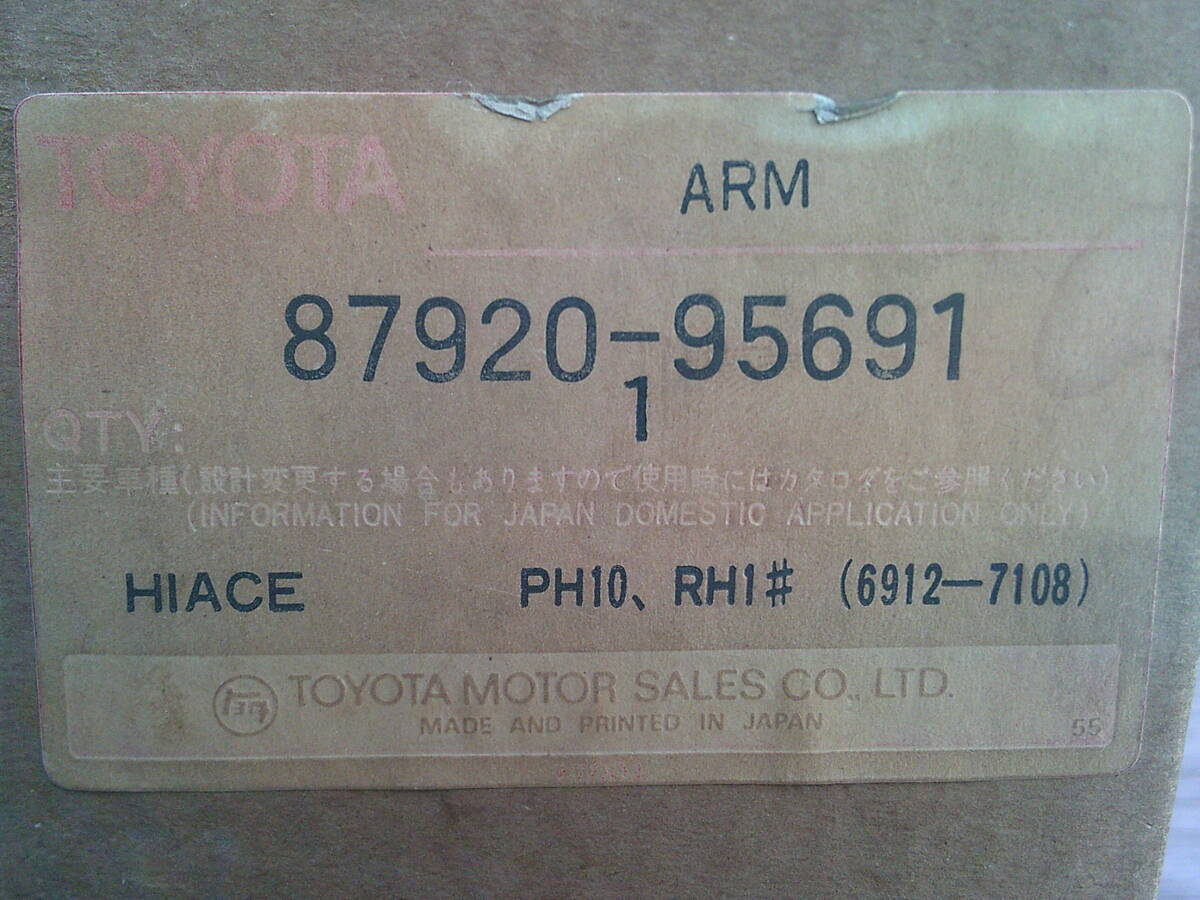 TOYOTA
ARM
87920-95691
1
QTY:
主要車種(設計変更する場合もありますので使用時にはカタログをご参照ください)
(INFORMATION FOR JAPAN DOMESTIC APPLICATION ONLY)
HIACE PH10、RH1# (6912—7108)
トヨタ TOYOTA MOTOR SALES CO., LTD.
MADE AND PRINTED IN JAPAN
55